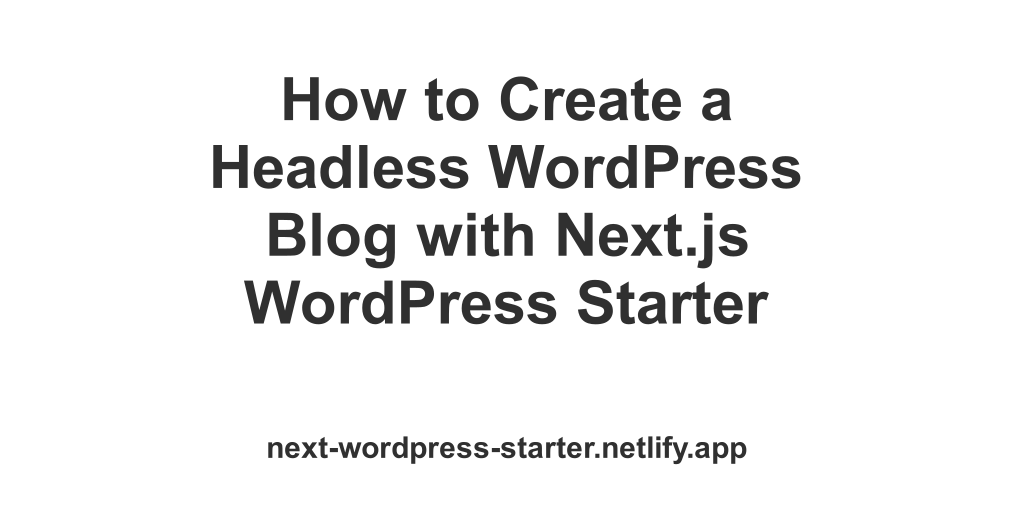 How to Create a
Headless WordPress
Blog with Next.js
WordPress Starter
next-wordpress-starter.netlify.app